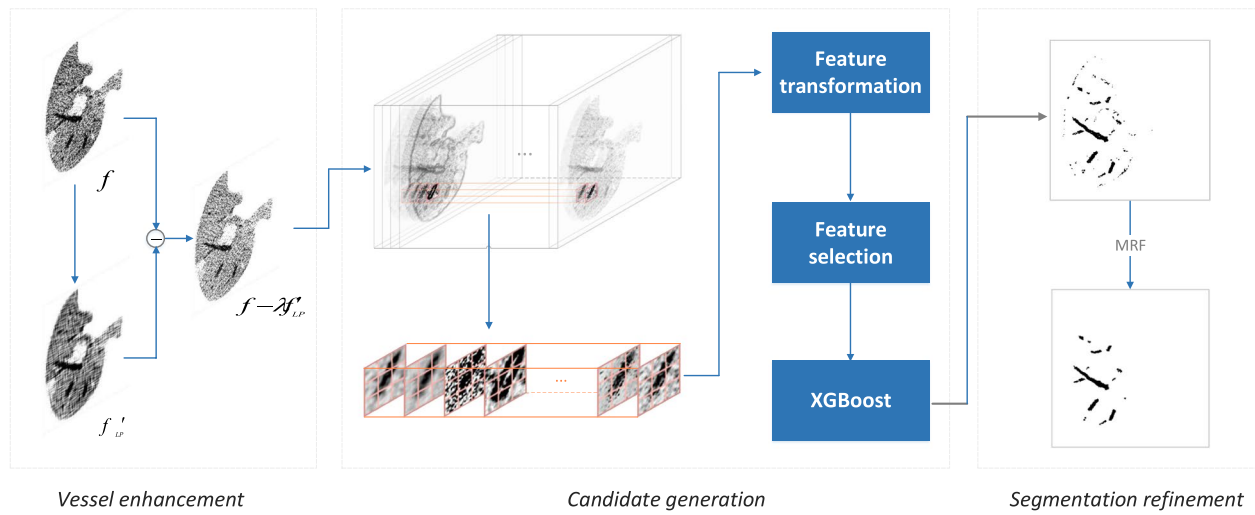 f
−
f −λf′LP
f LP′
...
...
Feature
transformation
Feature
selection
XGBoost
MRF
Vessel enhancement
Candidate generation
Segmentation refinement